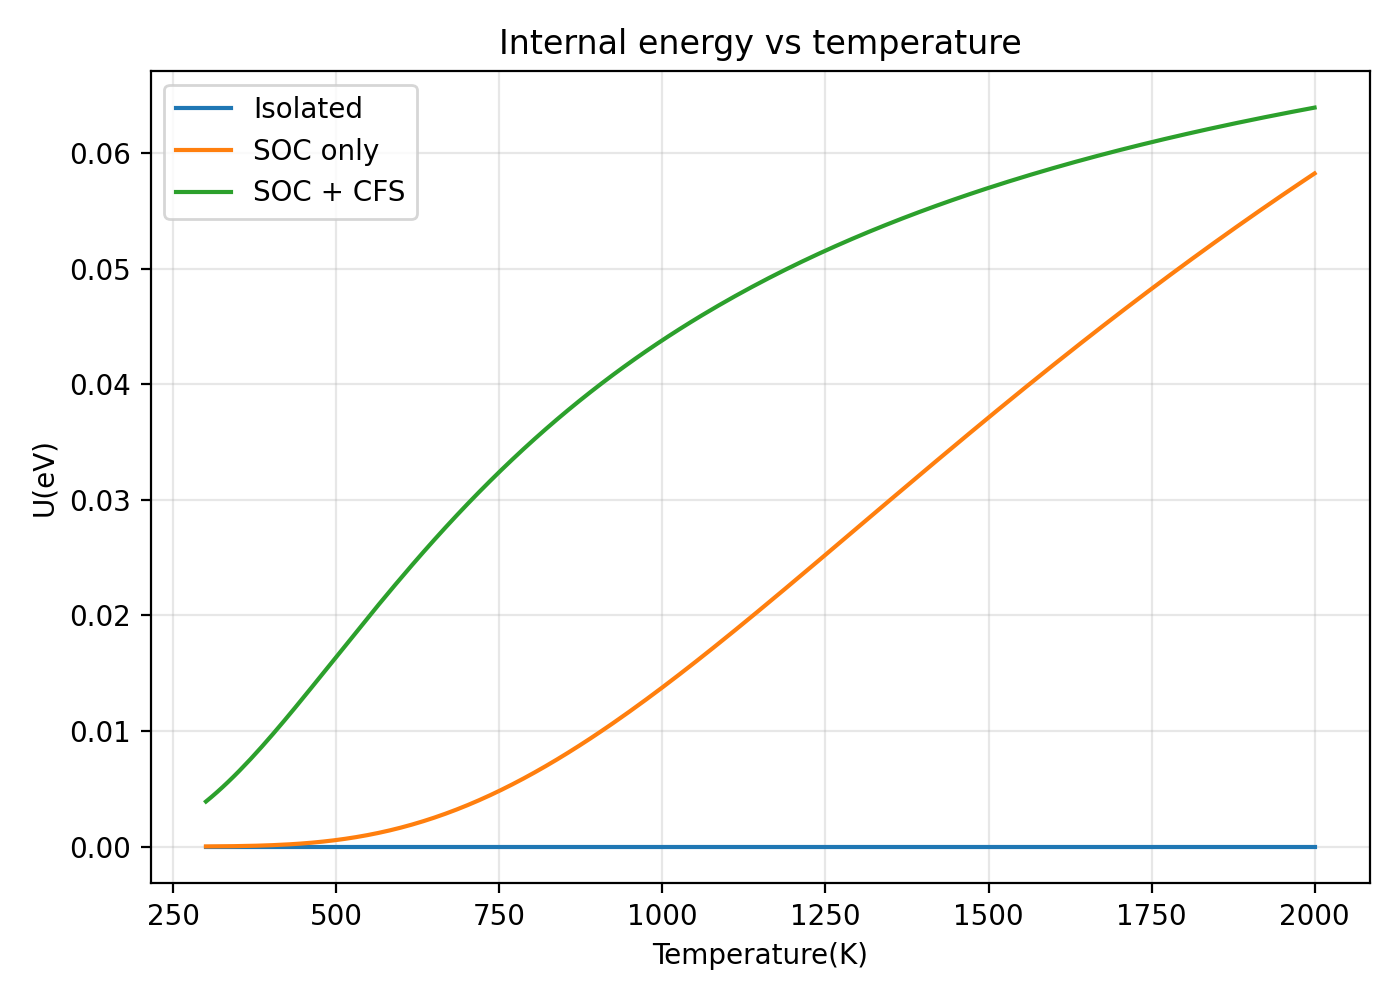 Internal energy vs temperature
Isolated
SOC only
SOC + CFS
0.06
0.05
0.04
0.03
0.02
0.01
0.00
U(eV)
250 500 750 1000 1250 1500 1750 2000
Temperature(K)